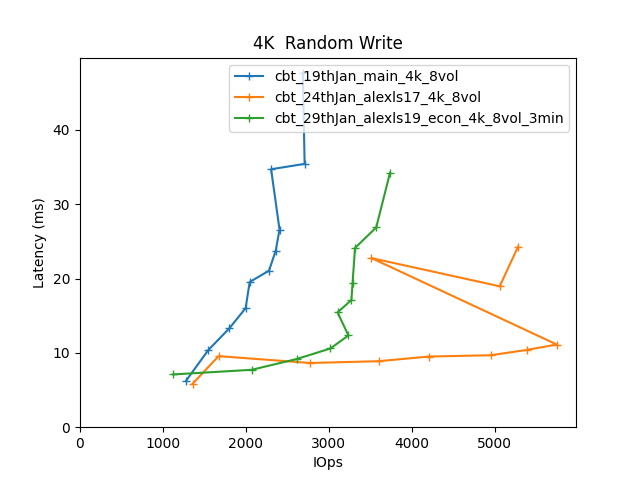 4K  Random Write
cbt_19thJan_main_4k_8vol
cbt_24thJan_alexls17_4k_8vol
cbt_29thJan_alexls19_econ_4k_8vol_3min
Latency (ms)
40
30
20
10
0
0 1000 2000 3000 4000 5000
IOps